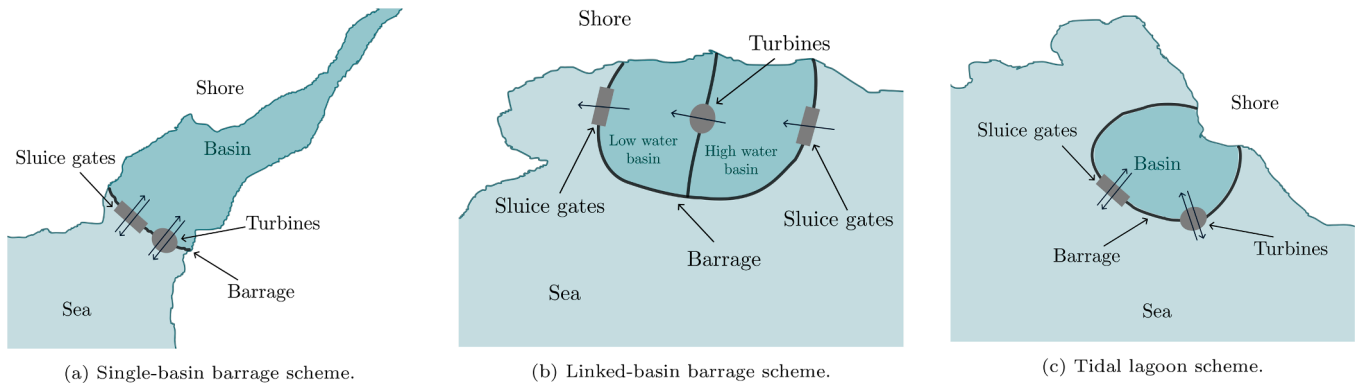 Shore
Basin
Sluice gates
Turbines
Barrage
Sea
(a) Single-basin barrage scheme.
Shore
Turbines
Low water
basin
High water
basin
Sluice gates
Sluice gates
Barrage
Sea
(b) Linked-basin barrage scheme.
Shore
Sluice gates
Basin
Barrage
Turbines
Sea
(c) Tidal lagoon scheme.